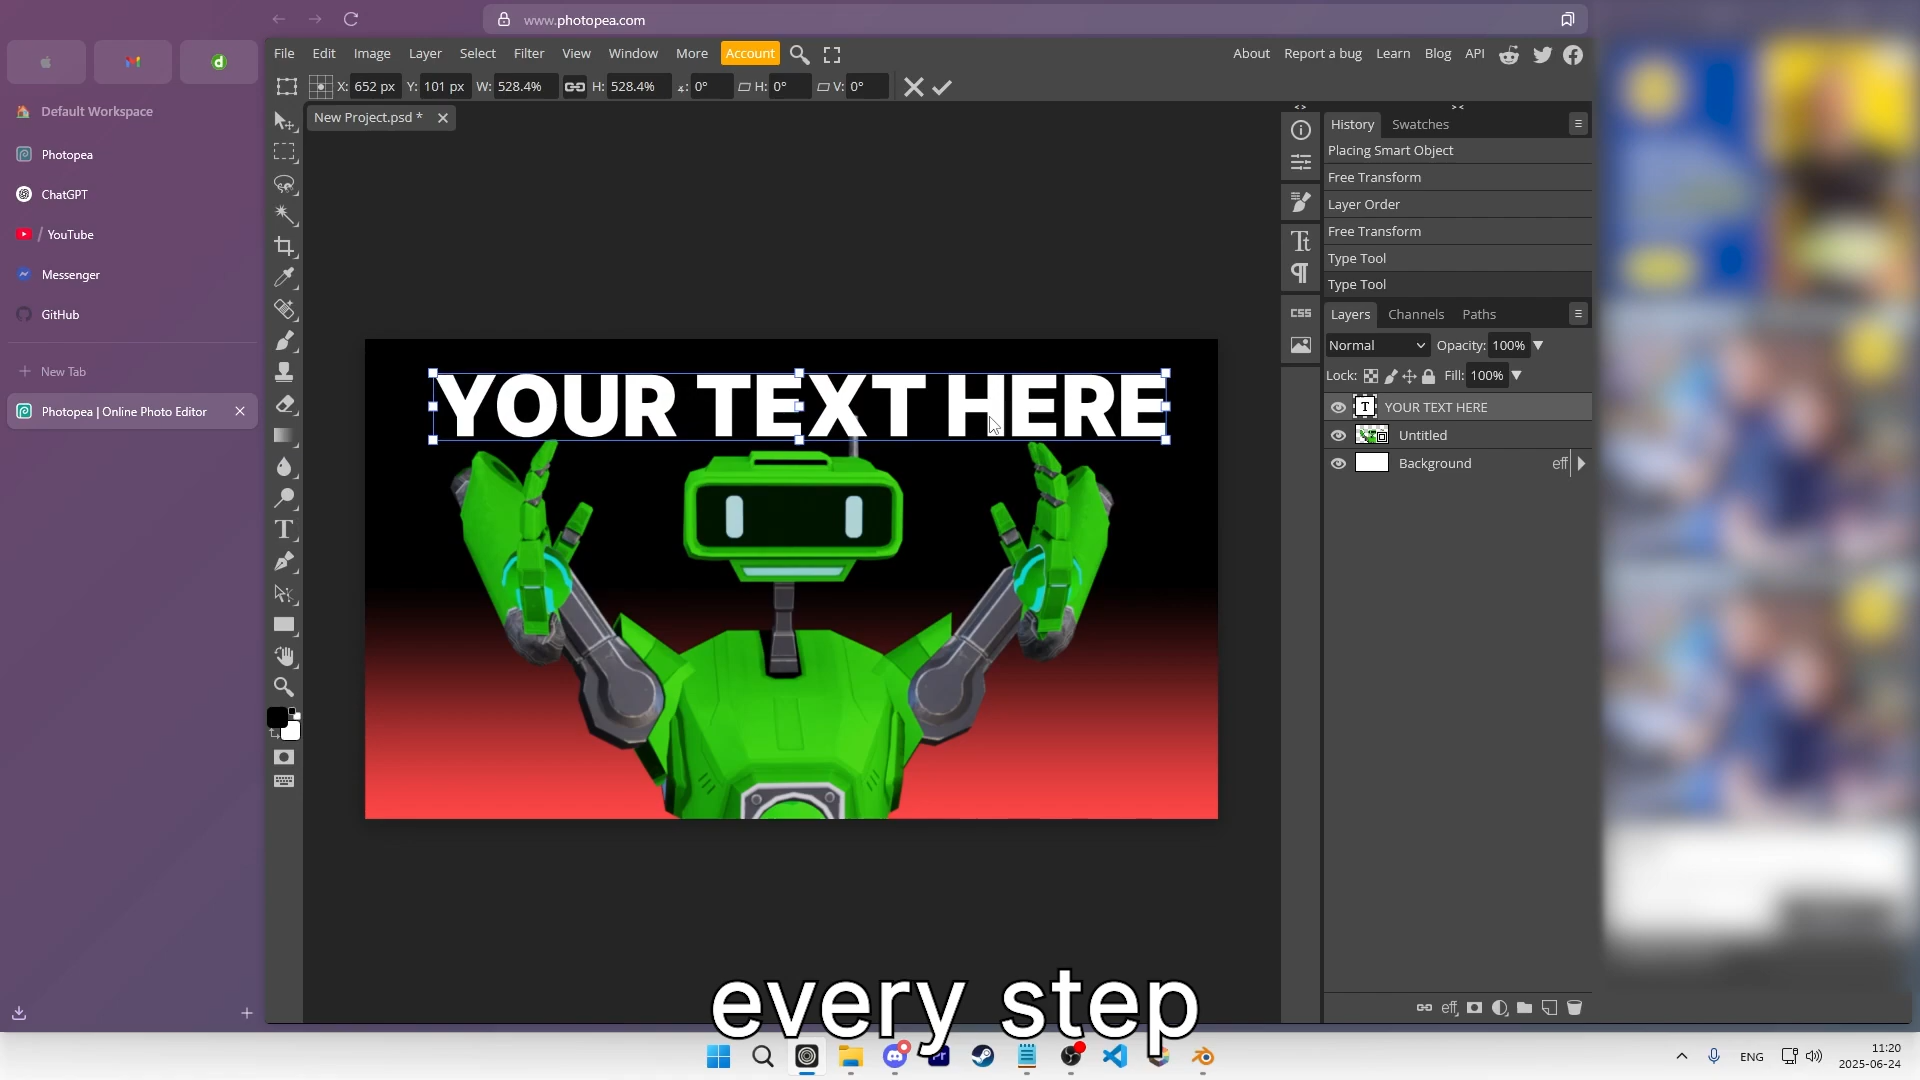 www.photopea.com
File Edit Image Layer Select Filter View Window More Account
About Report a bug Learn Blog API
X: 652 px Y: 101 px W: 528.4% H: 528.4% : 0° H: 0° V: 0°
Default Workspace
Photopea
ChatGPT
/ YouTube
Messenger
GitHub
New Tab
Photopea | Online Photo Editor
New Project.psd *
YOUR TEXT HERE
T
Tt
¶
CSS
History Swatches
Placing Smart Object
Free Transform
Layer Order
Free Transform
Type Tool
Type Tool
Layers Channels Paths
Normal Opacity: 100%
Lock: Fill: 100%
T YOUR TEXT HERE
Untitled
Background eff
eff
every step
Pr
ENG
11:20
2025-06-24